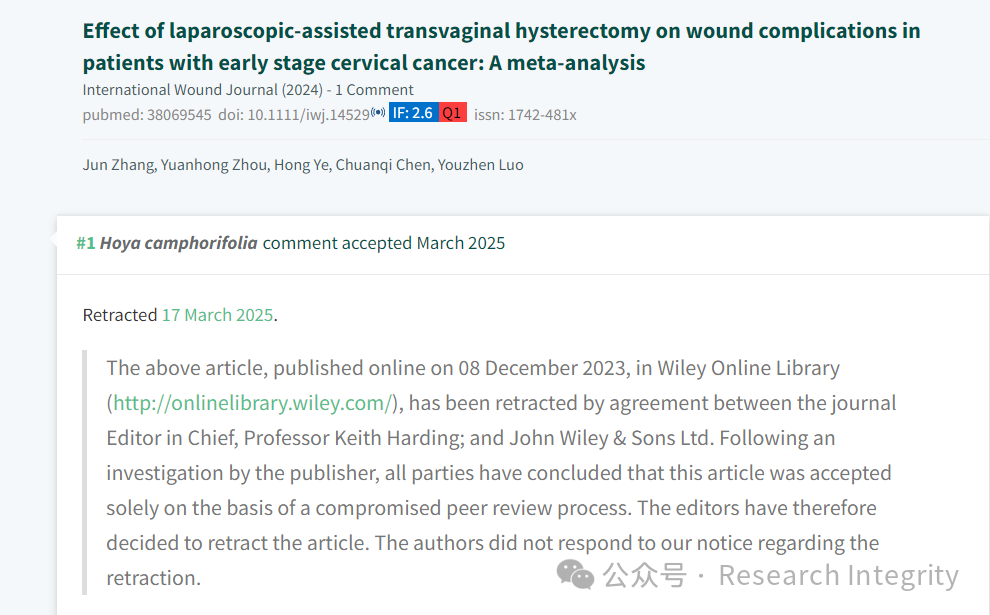 Effect of laparoscopic-assisted transvaginal hysterectomy on wound complications in
patients with early stage cervical cancer: A meta-analysis
International Wound Journal (2024) - 1 Comment
pubmed: 38069545 doi: 10.1111/iwj.14529 IF: 2.6 Q1 issn: 1742-481x
Jun Zhang, Yuanhong Zhou, Hong Ye, Chuanqi Chen, Youzhen Luo
#1 Hoya camphorifolia comment accepted March 2025
Retracted 17 March 2025.
The above article, published online on 08 December 2023, in Wiley Online Library
(http://onlinelibrary.wiley.com/), has been retracted by agreement between the journal
Editor in Chief, Professor Keith Harding; and John Wiley & Sons Ltd. Following an
investigation by the publisher, all parties have concluded that this article was accepted
solely on the basis of a compromised peer review process. The editors have therefore
decided to retract the article. The authors did not respond to our notice regarding the
retraction.
公众号 · Research Integrity